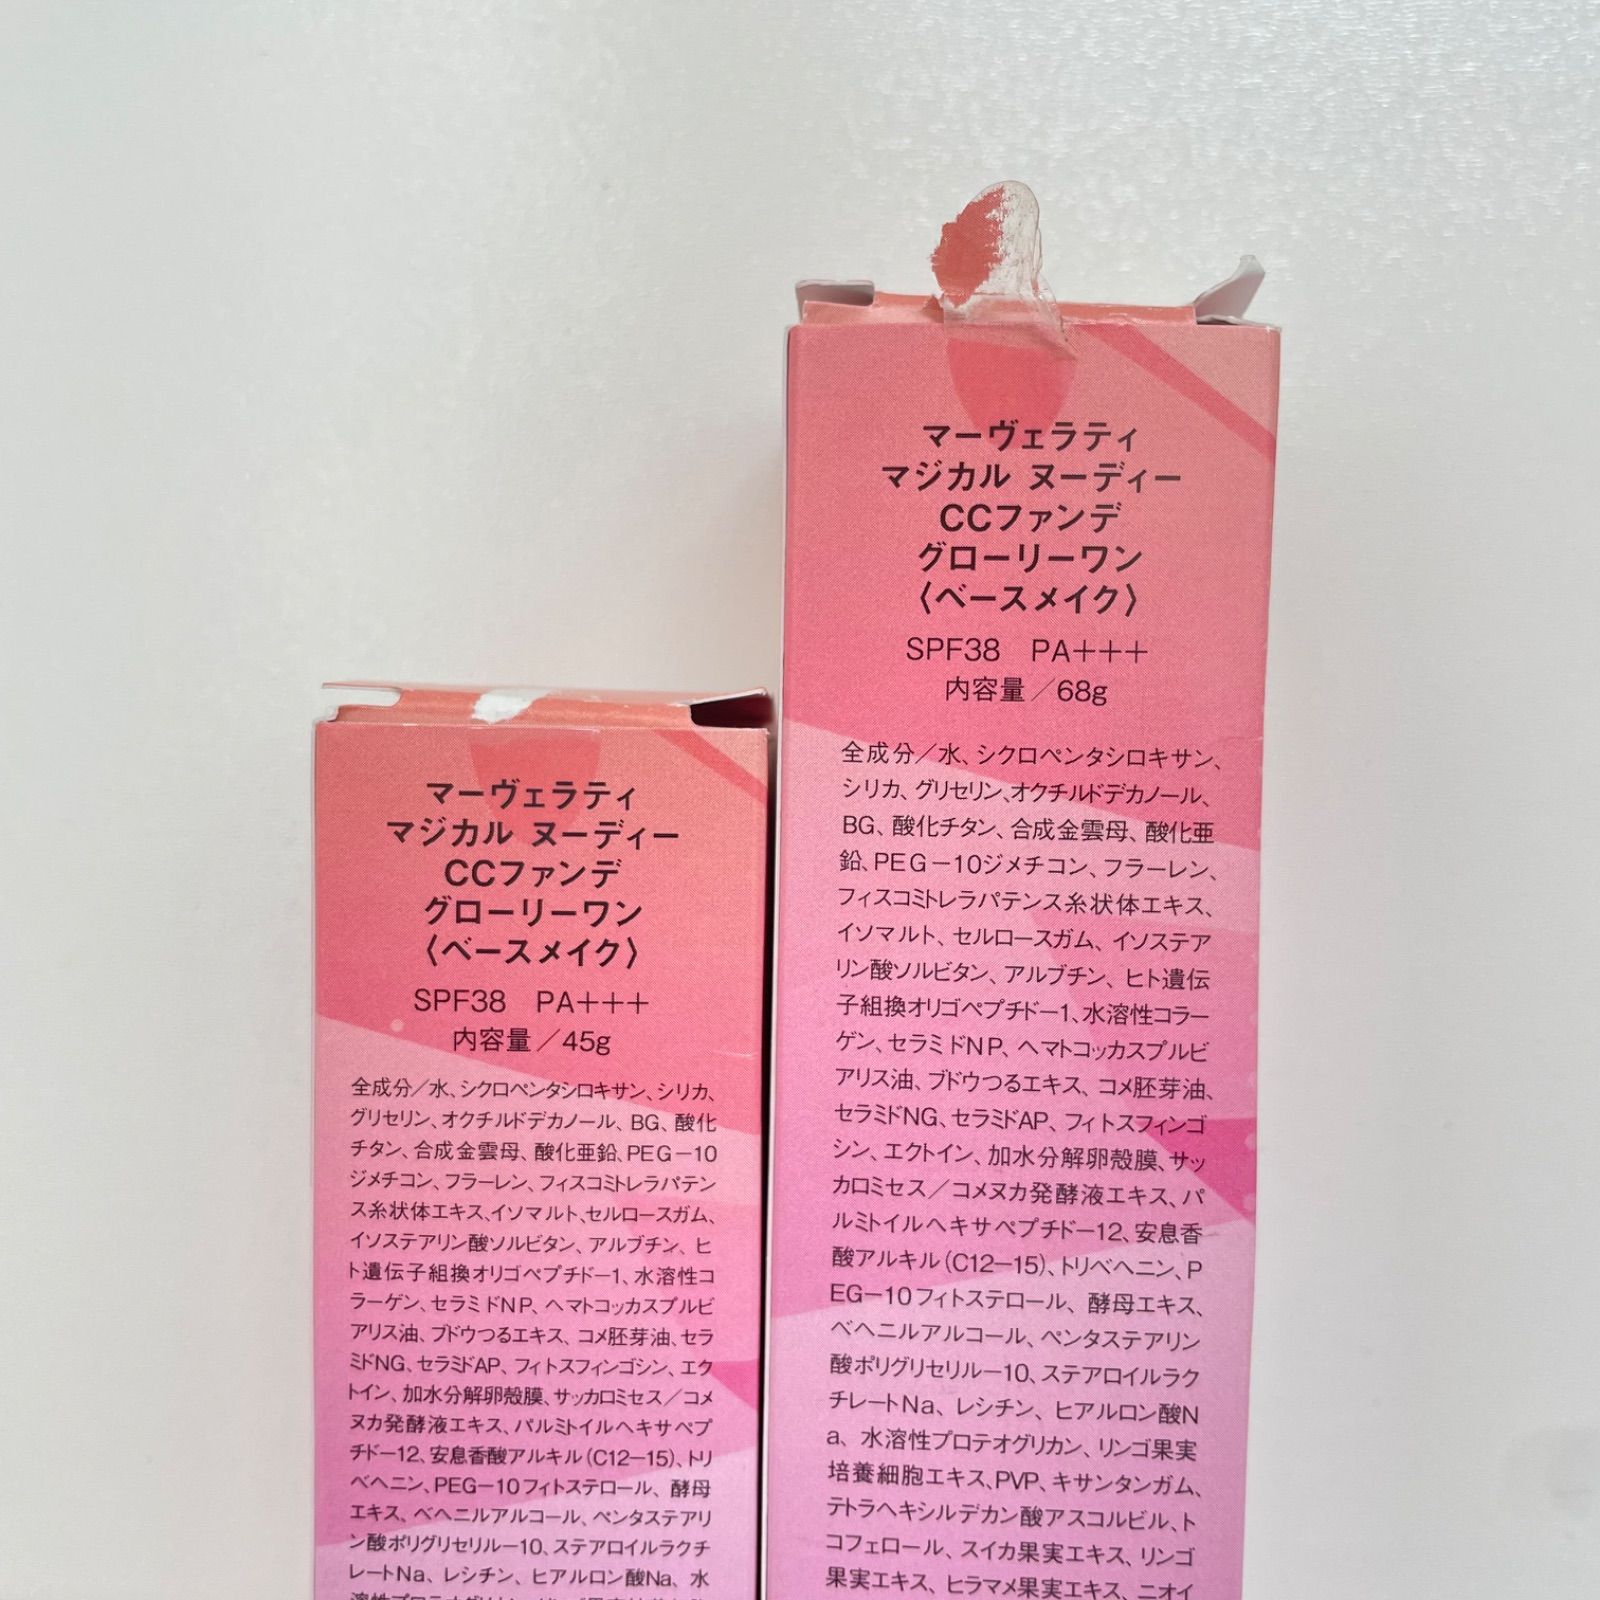 マーヴェラティ
マジカル ヌーディー
CCファンデ
グローリーワン
〈ベースメイク〉
SPF38　PA+++
内容量／45g
全成分／水、シクロペンタシロキサン、シリカ、
グリセリン、オクチルドデカノール、BG、酸化
チタン、合成金雲母、酸化亜鉛、PEG－10
ジメチコン、フラーレン、フィスコミトレラパテン
ス糸状体エキス、イソマルト、セルロースガム、
イソステアリン酸ソルビタン、アルブチン、ヒ
ト遺伝子組換オリゴペプチドー1、水溶性コ
ラーゲン、セラミドNP、ヘマトコッカスプルビ
アリス油、ブドウつるエキス、コメ胚芽油、セラ
ミドNG、セラミドAP、フィトスフィンゴシン、エク
トイン、加水分解卵殻膜、サッカロミセス／コメ
ヌカ発酵液エキス、パルミトイルヘキサペプ
チドー12、安息香酸アルキル（C12ー15）、トリ
ベヘニン、PEGー10フィトステロール、酵母
エキス、ベヘニルアルコール、ペンタステアリ
ン酸ポリグリセリルー10、ステアロイルラクチ
レートNa、レシチン、ヒアルロン酸Na、水
マーヴェラティ
マジカル ヌーディー
CCファンデ
グローリーワン
〈ベースメイク〉
SPF38　PA+++
内容量／68g
全成分／水、シクロペンタシロキサン、
シリカ、グリセリン、オクチルドデカノール、
BG、酸化チタン、合成金雲母、酸化亜
鉛、PEG－10ジメチコン、フラーレン、
フィスコミトレラパテンス糸状体エキス、
イソマルト、セルロースガム、イソステア
リン酸ソルビタン、アルブチン、ヒト遺伝
子組換オリゴペプチドー1、水溶性コラー
ゲン、セラミドNP、ヘマトコッカスプルビ
アリス油、ブドウつるエキス、コメ胚芽油、
セラミドNG、セラミドAP、フィトスフィンゴ
シン、エクトイン、加水分解卵殻膜、サッ
カロミセス／コメヌカ発酵液エキス、パ
ルミトイルヘキサペプチドー12、安息香
酸アルキル（C12ー15）、トリベヘニン、P
EGー10フィトステロール、酵母エキス、
ベヘニルアルコール、ペンタステアリン
酸ポリグリセリルー10、ステアロイルラク
チレートNa、レシチン、ヒアルロン酸N
a、水溶性プロテオグリカン、リンゴ果実
培養細胞エキス、PVP、キサンタンガム、
テトラヘキシルデカン酸アスコルビル、ト
コフェロール、スイカ果実エキス、リンゴ
果実エキス、ヒラマメ果実エキス、ニオイ